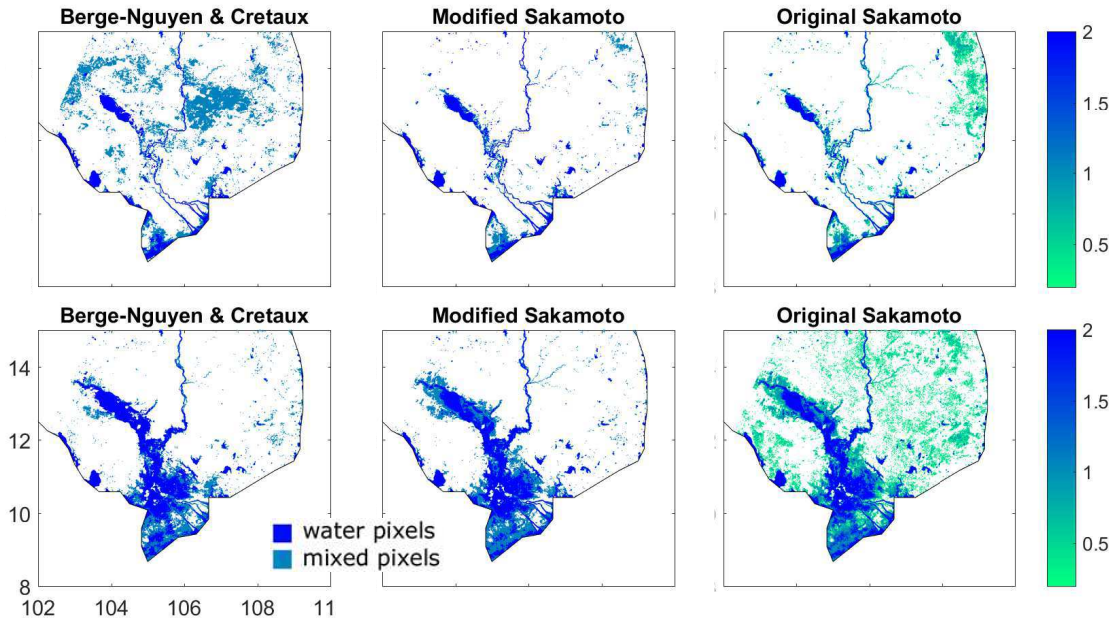 Berge-Nguyen & Cretaux Modified Sakamoto Original Sakamoto
2
1.5
1
0.5
Berge-Nguyen & Cretaux Modified Sakamoto Original Sakamoto
14
12
10
8
water pixels
mixed pixels
102 104 106 108 11
2
1.5
1
0.5